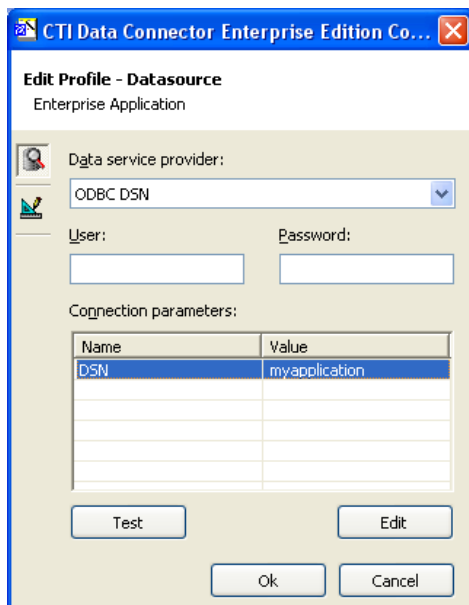 CTI Data Connector Enterprise Edition Co...
Edit Profile - Datasource
Enterprise Application
Data service provider:
ODBC DSN
User: Password:
Connection parameters:
Name Value
DSN myapplication
Test Edit
Ok Cancel